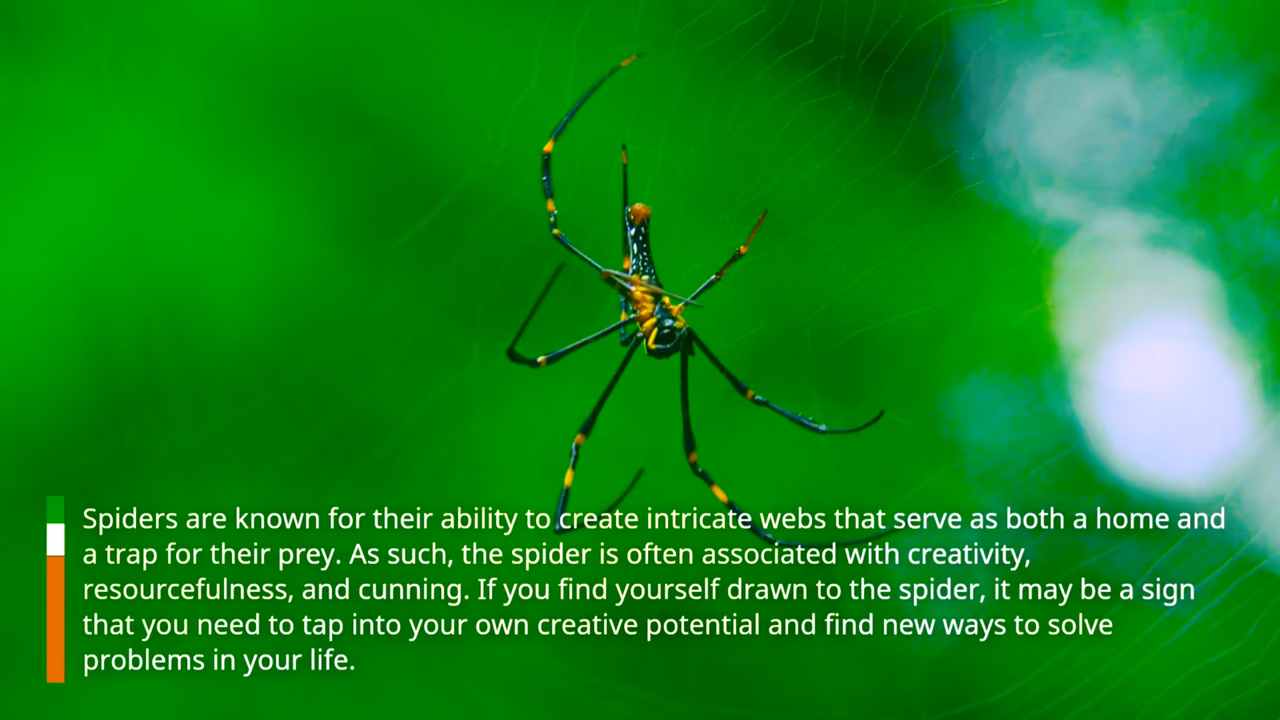 Spiders are known for their ability to create intricate webs that serve as both a home and
a trap for their prey. As such, the spider is often associated with creativity,
resourcefulness, and cunning. If you find yourself drawn to the spider, it may be a sign
that you need to tap into your own creative potential and find new ways to solve
problems in your life.